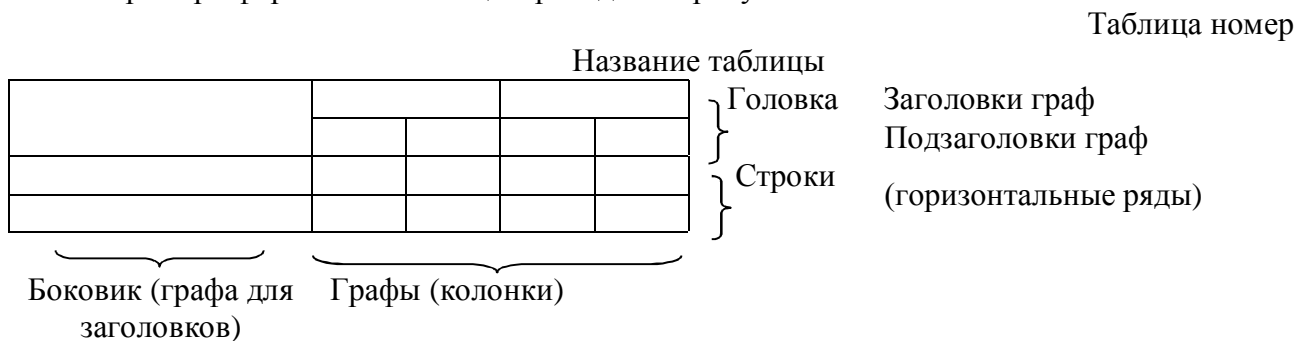 Таблица номер
Название таблицы
Головка Заголовки граф
Подзаголовки граф
Строки
(горизонтальные ряды)
Боковик (графа для Графы (колонки)
заголовков)